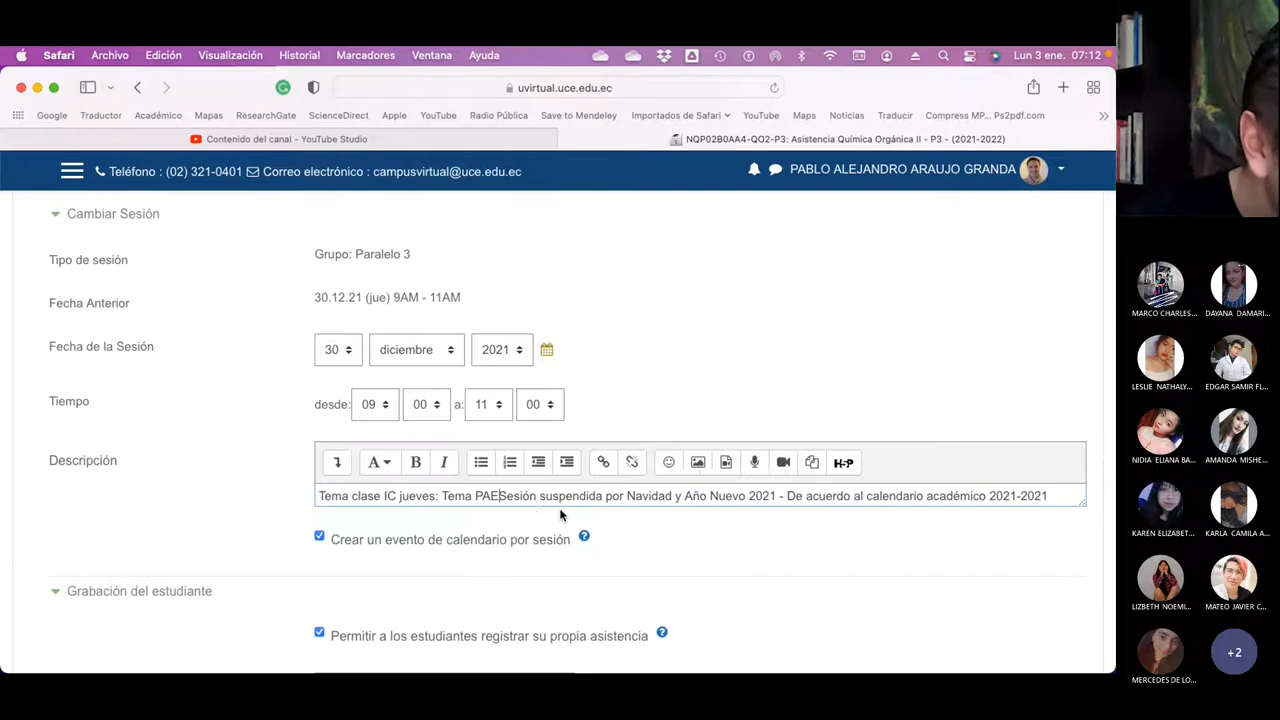 Safari Archivo Edición Visualización Historial Marcadores Ventana Ayuda Lun 3 ene. 07:12
uvirtual.uce.edu.ec
Google Traductor Académico Mapas ResearchGate ScienceDirect Apple YouTube Radio Pública Save to Mendeley Importados de Safari YouTube Maps Noticias Traducir Compress MP... Ps2pdf.com
Contenido del canal - YouTube Studio
NQP02B0AA4-QO2-P3: Asistencia Química Orgánica II - P3 - (2021-2022)
Teléfono : (02) 321-0401 Correo electrónico : campusvirtual@uce.edu.ec PABLO ALEJANDRO ARAUJO GRANDA
Cambiar Sesión
Tipo de sesión Grupo: Paralelo 3
Fecha Anterior 30.12.21 (jue) 9AM - 11AM
Fecha de la Sesión 30 diciembre 2021
Tiempo desde: 09 00 a: 11 00
Descripción
A B I H-P
Tema clase IC jueves: Tema PAESesión suspendida por Navidad y Año Nuevo 2021 - De acuerdo al calendario académico 2021-2021
Crear un evento de calendario por sesión
Grabación del estudiante
Permitir a los estudiantes registrar su propia asistencia
MARCO CHARLES... DAYANA DAMARI...
LESLIE NATHALY... EDGAR SAMIR FL...
NIDIA ELIANA BA... AMANDA MISHE...
KAREN ELIZABET... KARLA CAMILA A...
LIZBETH NOEMI... MATEO JAVIER C...
MERCEDES DE LO... +2